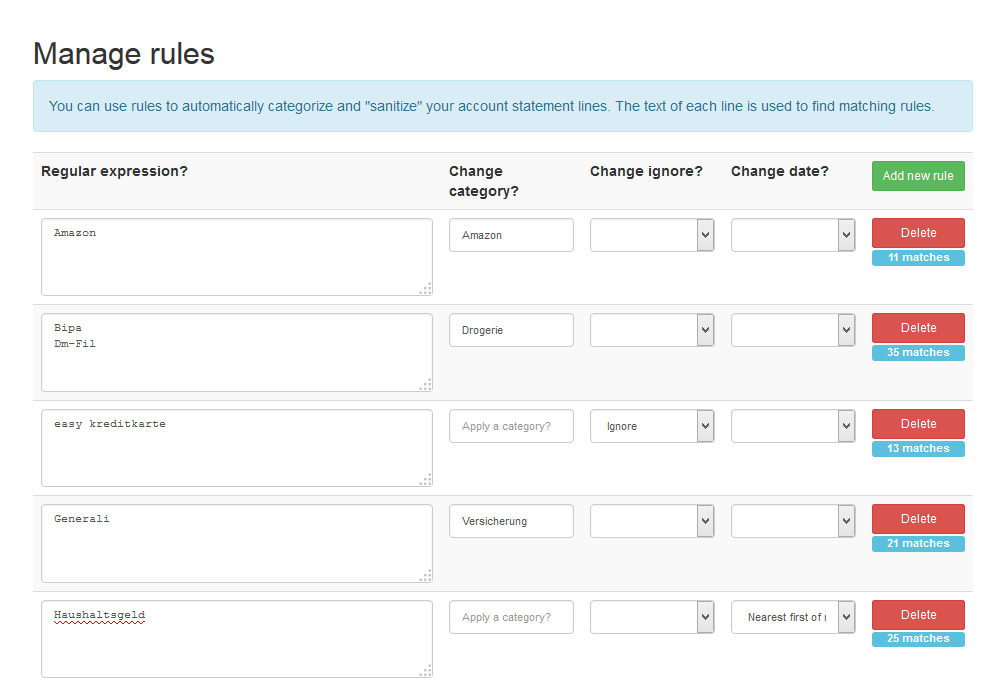 Manage rules
You can use rules to automatically categorize and "sanitize" your account statement lines. The text of each line is used to find matching rules.
Regular expression?
Change
category?
Change ignore?
Change date?
Add new rule
Amazon
Amazon
Delete
11 matches
Bipa
Dm-Fil
Drogerie
Delete
35 matches
easy kreditkarte
Apply a category?
Ignore
Delete
13 matches
Generali
Versicherung
Delete
21 matches
Haushaltsgeld
Apply a category?
Nearest first of
Delete
25 matches